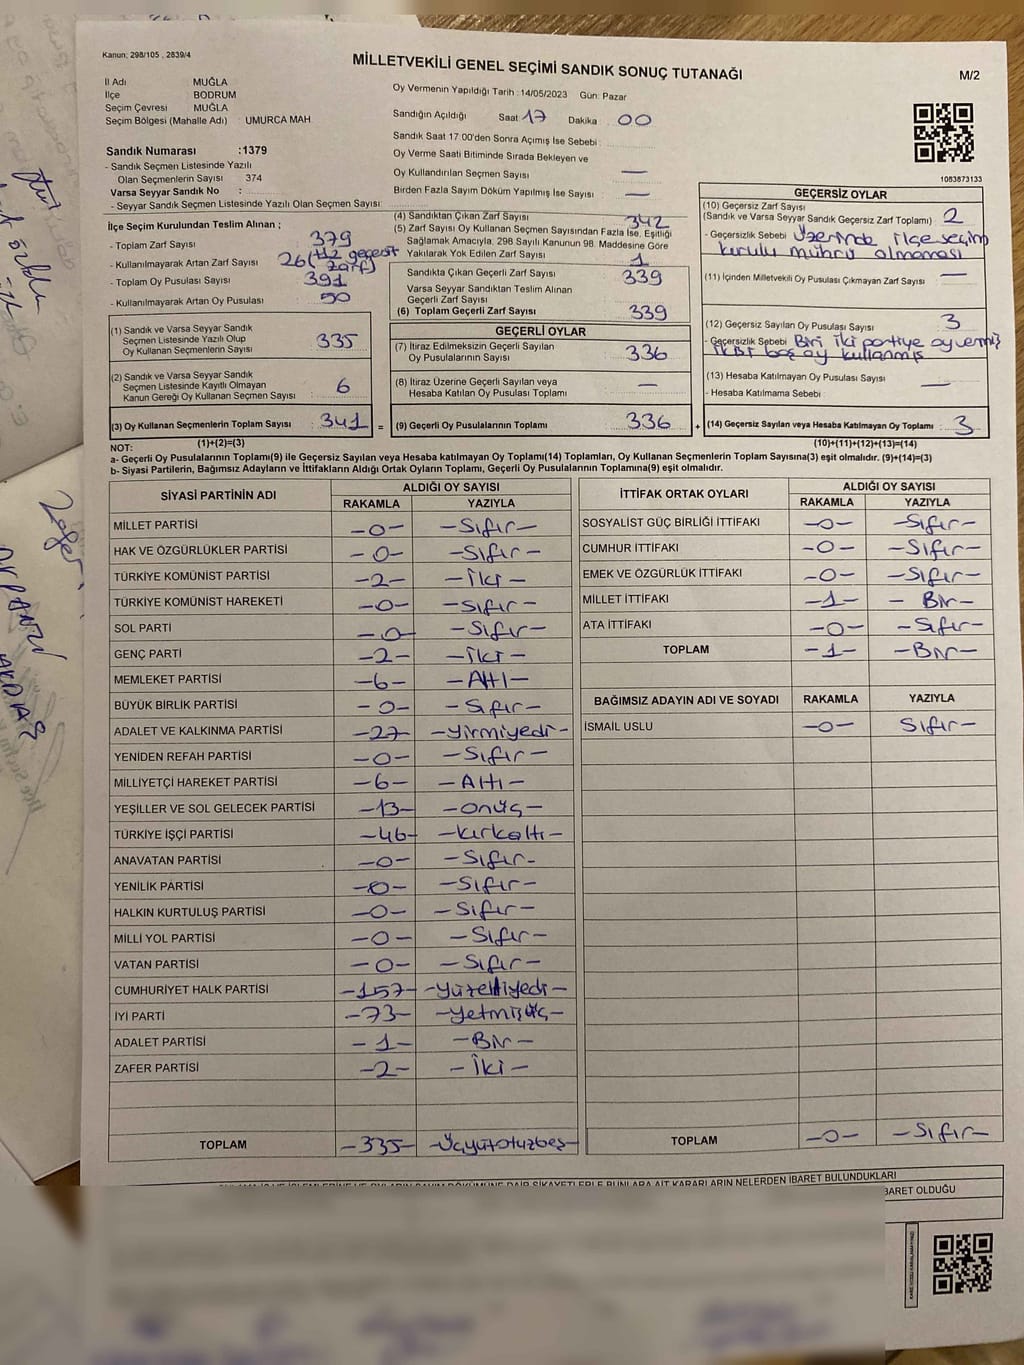 Kanun; 298/105 , 2839/4
MİLLETVEKİLİ GENEL SEÇİMİ SANDIK SONUÇ TUTANAĞI
M/2
İl Adı MUĞLA
İlçe BODRUM
Seçim Çevresi MUĞLA
Seçim Bölgesi (Mahalle Adı) UMURCA MAH
Sandık Numarası :1379
- Sandık Seçmen Listesinde Yazılı
Olan Seçmenlerin Sayısı 374
Varsa Seyyar Sandık No :
- Seyyar Sandık Seçmen Listesinde Yazılı Olan Seçmen Sayısı:
Oy Vermenin Yapıldığı Tarih :14/05/2023 Gün: Pazar
Sandığın Açıldığı Saat 17 Dakika : 00
Sandık Saat 17:00'den Sonra Açılmış İse Sebebi :
Oy Verme Saati Bitiminde Sırada Bekleyen ve
Oy Kullandırılan Seçmen Sayısı : —
Birden Fazla Sayım Döküm Yapılmış İse Sayısı : —
1083873133
İlçe Seçim Kurulundan Teslim Alınan ;
- Toplam Zarf Sayısı : 379
- Kullanılmayarak Artan Zarf Sayısı : 26 (+12 geçersiz zarf)
- Toplam Oy Pusulası Sayısı : 391
- Kullanılmayarak Artan Oy Pusulası : 50
(4) Sandıktan Çıkan Zarf Sayısı : 342
(5) Zarf Sayısı Oy Kullanan Seçmen Sayısından Fazla İse, Eşitliği
Sağlamak Amacıyla, 298 Sayılı Kanunun 98. Maddesine Göre
Yakılarak Yok Edilen Zarf Sayısı : 1
Sandıkta Çıkan Geçerli Zarf Sayısı : 339
Varsa Seyyar Sandıktan Teslim Alınan
Geçerli Zarf Sayısı :
(6) Toplam Geçerli Zarf Sayısı : 339
GEÇERSİZ OYLAR
(10) Geçersiz Zarf Sayısı
(Sandık ve Varsa Seyyar Sandık Geçersiz Zarf Toplamı) : 2
- Geçersizlik Sebebi : Üzerinde ilçe seçim
kurulu mührü olmaması
(11) İçinden Milletvekili Oy Pusulası Çıkmayan Zarf Sayısı : —
(12) Geçersiz Sayılan Oy Pusulası Sayısı : 3
- Geçersizlik Sebebi : Biri iki partiye oy vermiş
ikisi boş oy kullanmış
(13) Hesaba Katılmayan Oy Pusulası Sayısı : —
- Hesaba Katılmama Sebebi :
(14) Geçersiz Sayılan veya Hesaba Katılmayan Oy Toplamı : 3
(1) Sandık ve Varsa Seyyar Sandık
Seçmen Listesinde Yazılı Olup
Oy Kullanan Seçmenlerin Sayısı : 335
(2) Sandık ve Varsa Seyyar Sandık
Seçmen Listesinde Kayıtlı Olmayan
Kanun Gereği Oy Kullanan Seçmen Sayısı : 6
(3) Oy Kullanan Seçmenlerin Toplam Sayısı : 341 =
GEÇERLİ OYLAR
(7) İtiraz Edilmeksizin Geçerli Sayılan
Oy Pusulalarının Sayısı : 336
(8) İtiraz Üzerine Geçerli Sayılan veya
Hesaba Katılan Oy Pusulası Toplamı : —
(9) Geçerli Oy Pusulalarının Toplamı : 336 +
(1)+(2)=(3)
(10)+(11)+(12)+(13)=(14)
NOT:
a- Geçerli Oy Pusulalarının Toplamı(9) ile Geçersiz Sayılan veya Hesaba katılmayan Oy Toplamı(14) Toplamları, Oy Kullanan Seçmenlerin Toplam Sayısına(3) eşit olmalıdır. (9)+(14)=(3)
b- Siyasi Partilerin, Bağımsız Adayların ve İttifakların Aldığı Ortak Oyların Toplamı, Geçerli Oy Pusulalarının Toplamına(9) eşit olmalıdır.
SİYASİ PARTİNİN ADI ALDIĞI OY SAYISI
RAKAMLA YAZIYLA
MİLLET PARTİSİ -0- -Sıfır-
HAK VE ÖZGÜRLÜKLER PARTİSİ -0- -Sıfır-
TÜRKİYE KOMÜNİST PARTİSİ -2- -İki-
TÜRKİYE KOMÜNİST HAREKETİ -0- -Sıfır-
SOL PARTİ -0- -Sıfır-
GENÇ PARTİ -2- -İki-
MEMLEKET PARTİSİ -6- -Altı-
BÜYÜK BİRLİK PARTİSİ -0- -Sıfır-
ADALET VE KALKINMA PARTİSİ -27- -Yirmiyedi-
YENİDEN REFAH PARTİSİ -0- -Sıfır-
MİLLİYETÇİ HAREKET PARTİSİ -6- -Altı-
YEŞİLLER VE SOL GELECEK PARTİSİ -13- -Onüç-
TÜRKİYE İŞÇİ PARTİSİ -46- -Kırkaltı-
ANAVATAN PARTİSİ -0- -Sıfır-
YENİLİK PARTİSİ -0- -Sıfır-
HALKIN KURTULUŞ PARTİSİ -0- -Sıfır-
MİLLİ YOL PARTİSİ -0- -Sıfır-
VATAN PARTİSİ -0- -Sıfır-
CUMHURİYET HALK PARTİSİ -157- -Yüzelliyedi-
İYİ PARTİ -73- -Yetmişüç-
ADALET PARTİSİ -1- -Bir-
ZAFER PARTİSİ -2- -İki-
TOPLAM -335- -Üçyüzotuzbeş-
İTTİFAK ORTAK OYLARI ALDIĞI OY SAYISI
RAKAMLA YAZIYLA
SOSYALİST GÜÇ BİRLİĞİ İTTİFAKI -0- -Sıfır-
CUMHUR İTTİFAKI -0- -Sıfır-
EMEK VE ÖZGÜRLÜK İTTİFAKI -0- -Sıfır-
MİLLET İTTİFAKI -1- -Bir-
ATA İTTİFAKI -0- -Sıfır-
TOPLAM -1- -Bir-
BAĞIMSIZ ADAYIN ADI VE SOYADI RAKAMLA YAZIYLA
İSMAİL USLU -0- Sıfır-
TOPLAM -0- -Sıfır-
BARET OLDUĞU